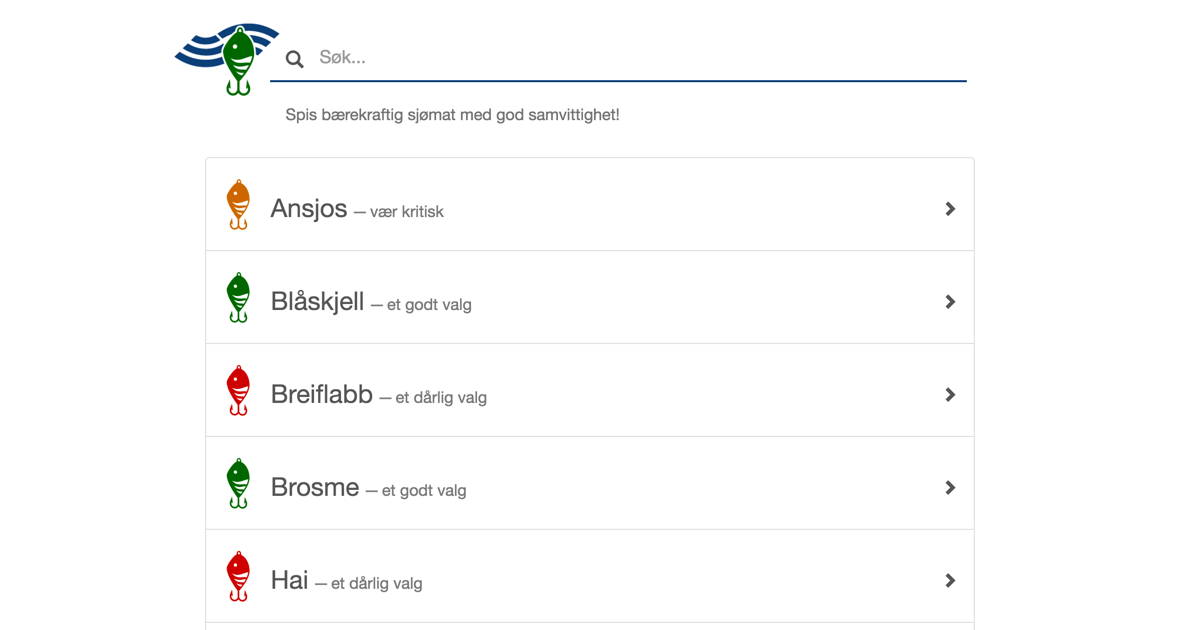 Søk...
Spis bærekraftig sjømat med god samvittighet!
Ansjos — vær kritisk
Blåskjell — et godt valg
Breiflabb — et dårlig valg
Brosme — et godt valg
Hai — et dårlig valg